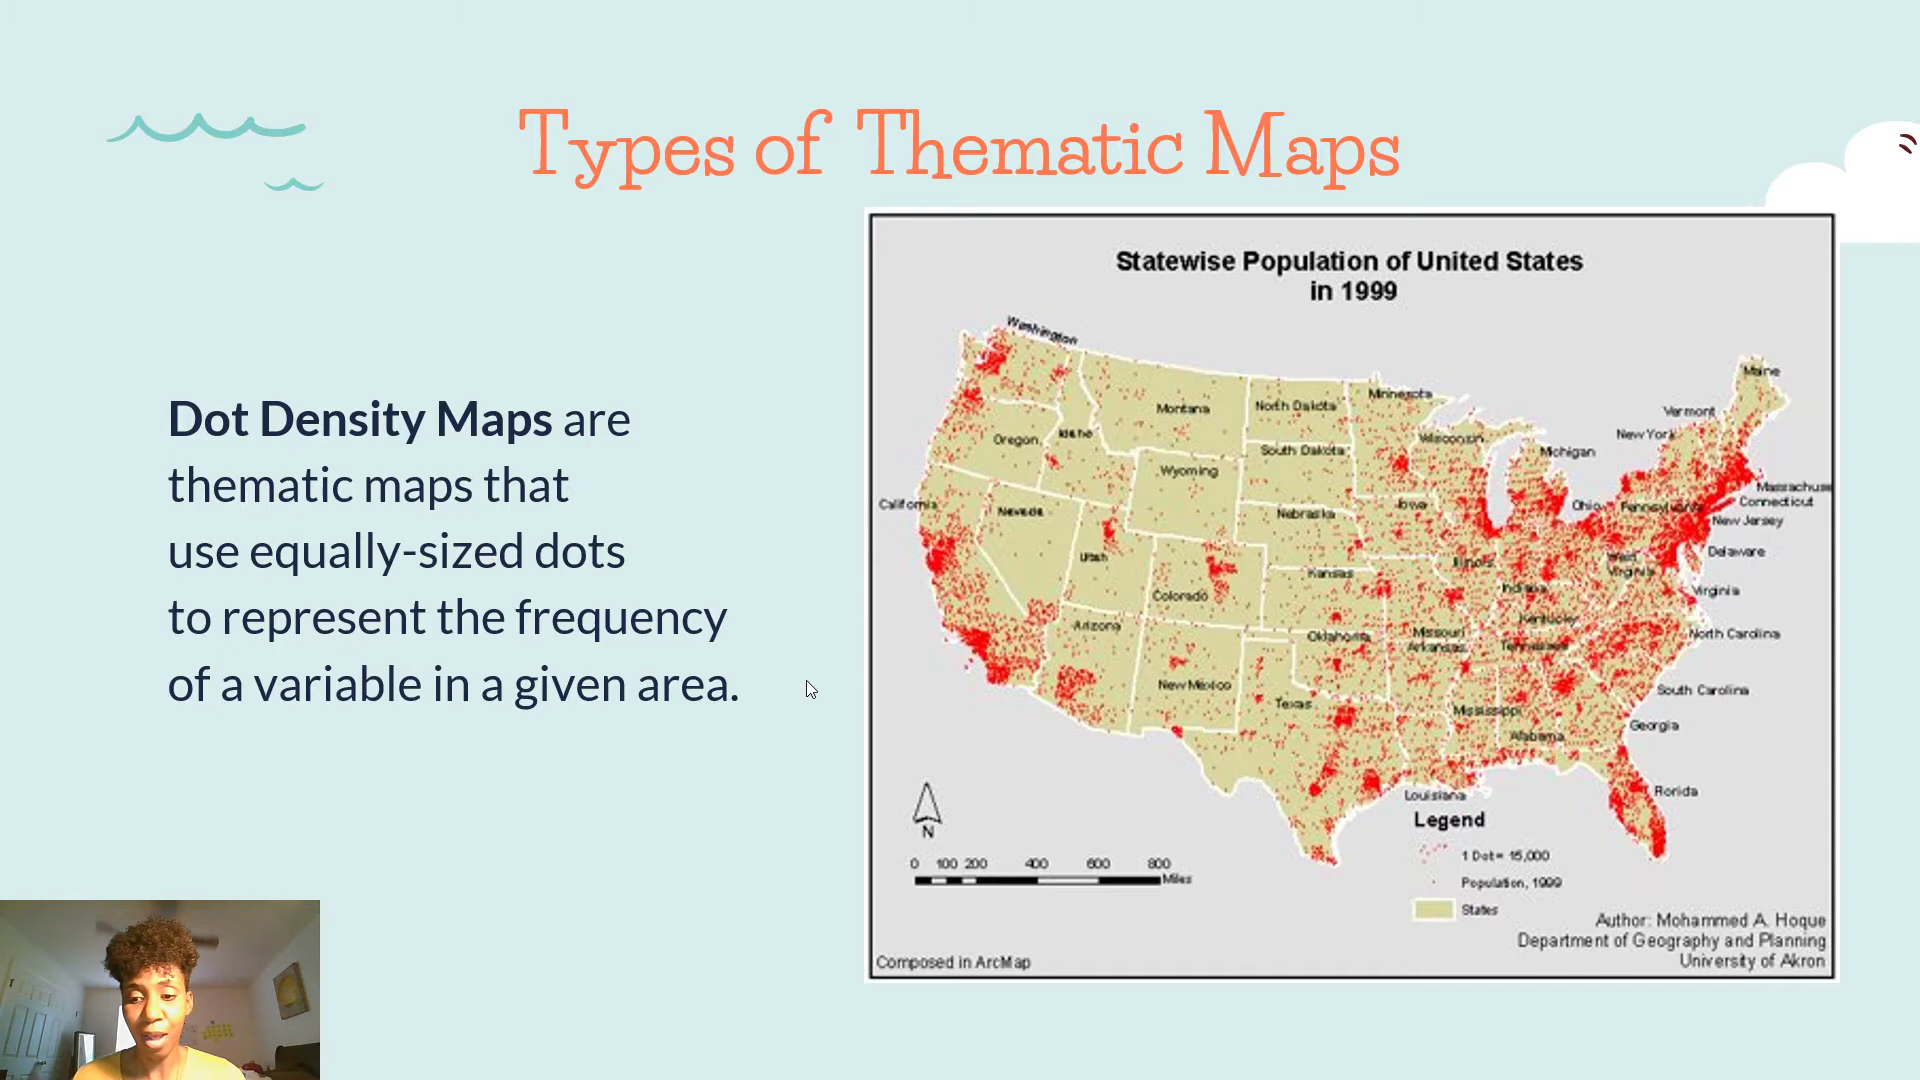 Types of Thematic Maps
Dot Density Maps are
thematic maps that
use equally-sized dots
to represent the frequency
of a variable in a given area.
Statewise Population of United States
in 1999
Washington
Maine
Montana
North Dakota
Minnesota
Vermont
Oregon
Idaho
Wisconsin
New York
Michigan
South Dakota
Wyoming
Massachus
California
Nevada
Nebraska
Iowa
Ohio
Pennsylvania
Connecticut
New Jersey
Utah
Illinois
West
Virginia
Delaware
Colorado
Kansas
Indiana
Virginia
Arizona
Oklahoma
Missouri
Arkansas
Kentucky
Tennessee
North Carolina
New Mexico
Texas
Mississippi
South Carolina
Alabama
Georgia
Louisiana
Florida
N
0 100 200 400 600 800
Miles
Legend
1 Dot = 15,000
Population, 1999
States
Author: Mohammed A. Hoque
Department of Geography and Planning
University of Akron
Composed in ArcMap